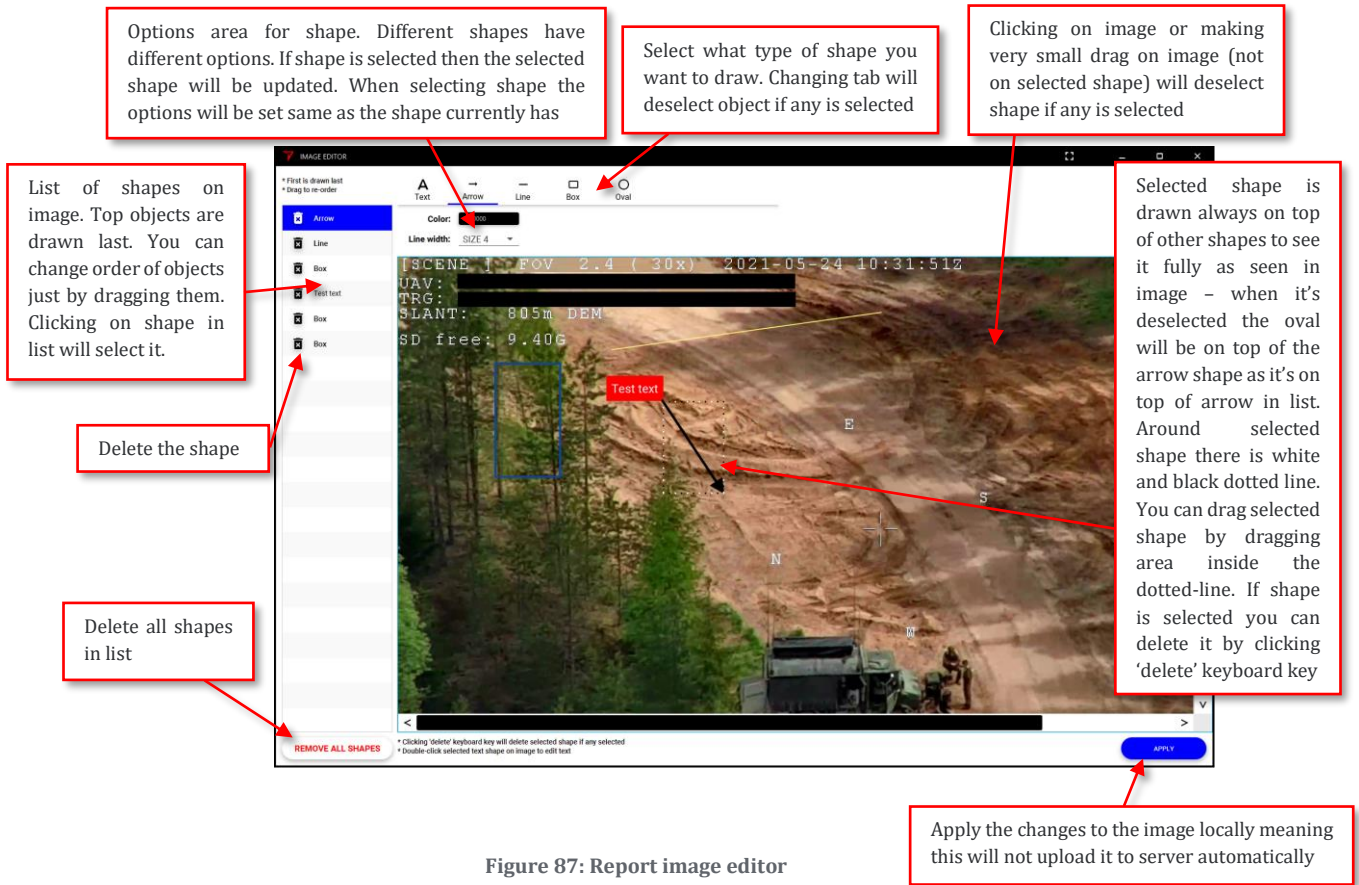 Options area for shape. Different shapes have
different options. If shape is selected then the selected
shape will be updated. When selecting shape the
options will be set same as the shape currently has
Select what type of shape you
want to draw. Changing tab will
deselect object if any is selected
Clicking on image or making
very small drag on image (not
on selected shape) will deselect
shape if any is selected
List of shapes on
image. Top objects are
drawn last. You can
change order of objects
just by dragging them.
Clicking on shape in
list will select it.
Delete the shape
Delete all shapes
in list
IMAGE EDITOR
* First is drawn last
* Drag to re-order
A
Text Arrow Line Box Oval
Color:
Line width: SIZE 4
Arrow
Line
Box
Test text
Box
Box
[SCENE ] FOV 2.4 ( 30x) 2021-05-24 10:31:51Z
UAV:
TRG:
SLANT: 805m DEM
SD free: 9.40G
Test text
E
S
N
W
Selected shape is
drawn always on top
of other shapes to see
it fully as seen in
image – when it's
deselected the oval
will be on top of the
arrow shape as it's on
top of arrow in list.
Around selected
shape there is white
and black dotted line.
You can drag selected
shape by dragging
area inside the
dotted-line. If shape
is selected you can
delete it by clicking
‘delete’ keyboard key
REMOVE ALL SHAPES
* Clicking 'delete' keyboard key will delete selected shape if any selected
* Double-click selected text shape on image to edit text
APPLY
Apply the changes to the image locally meaning
this will not upload it to server automatically
Figure 87: Report image editor